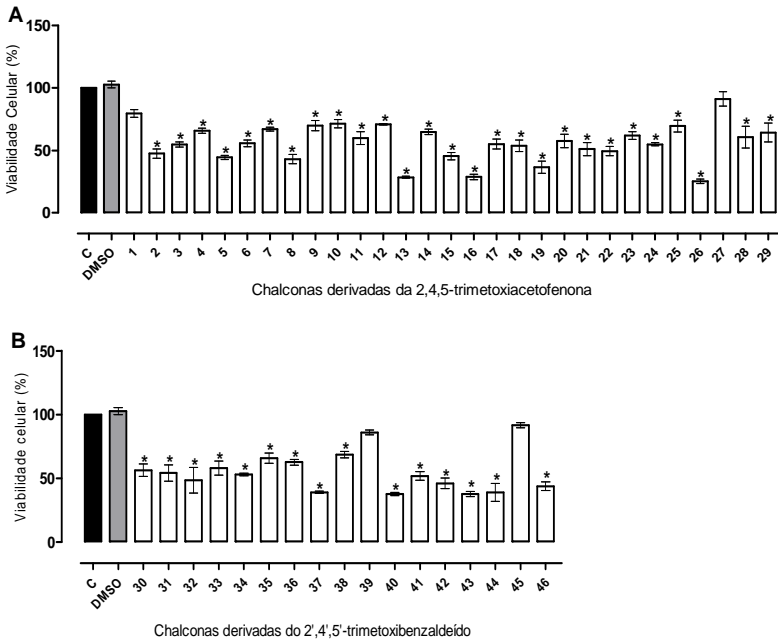 A
150
100
50
0
Viabilidade Celular (%)
* * * * * * * * * * * * * * * * * * * * * * * * * * *
C DMSO 1 2 3 4 5 6 7 8 9 10 11 12 13 14 15 16 17 18 19 20 21 22 23 24 25 26 27 28 29
Chalconas derivadas da 2,4,5-trimetoxiacetofenona
B
150
100
50
0
Viabilidade celular (%)
* * * * * * * * * * * * * * *
C DMSO 30 31 32 33 34 35 36 37 38 39 40 41 42 43 44 45 46
Chalconas derivadas do 2',4',5'-trimetoxibenzaldeído